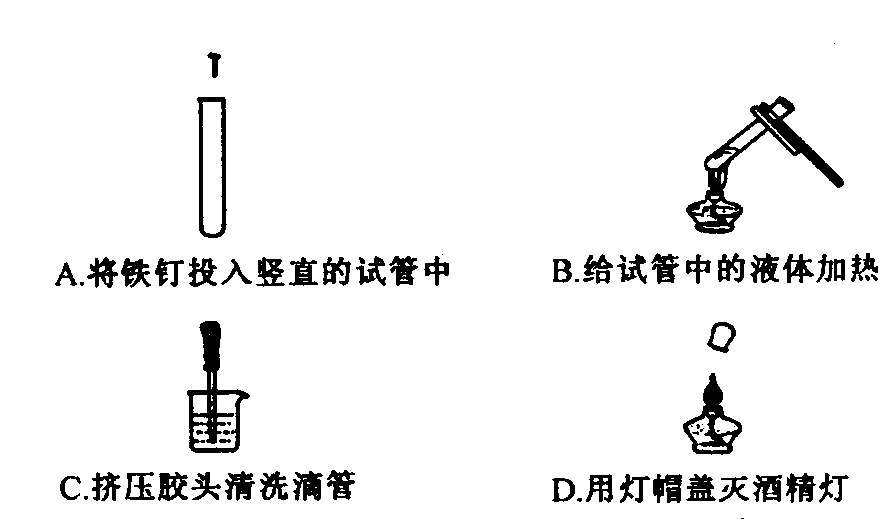 A.将铁钉投入竖直的试管中
B.给试管中的液体加热
C.挤压胶头清洗滴管
D.用灯帽盖灭酒精灯